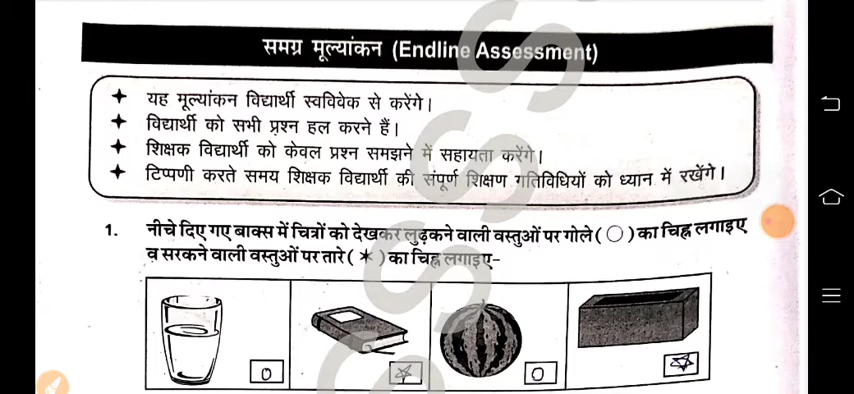 समग्र मूल्यांकन (Endline Assessment)
✦ यह मूल्यांकन विद्यार्थी स्वविवेक से करेंगे।
✦ विद्यार्थी को सभी प्रश्न हल करने हैं।
✦ शिक्षक विद्यार्थी को केवल प्रश्न समझने में सहायता करेंगे।
✦ टिप्पणी करते समय शिक्षक विद्यार्थी की संपूर्ण शिक्षण गतिविधियों को ध्यान में रखेंगे।
1. नीचे दिए गए बाक्स में चित्रों को देखकर लुढ़कने वाली वस्तुओं पर गोले ( ○ ) का चिह्न लगाइए
व सरकने वाली वस्तुओं पर तारे ( ✶ ) का चिह्न लगाइए-